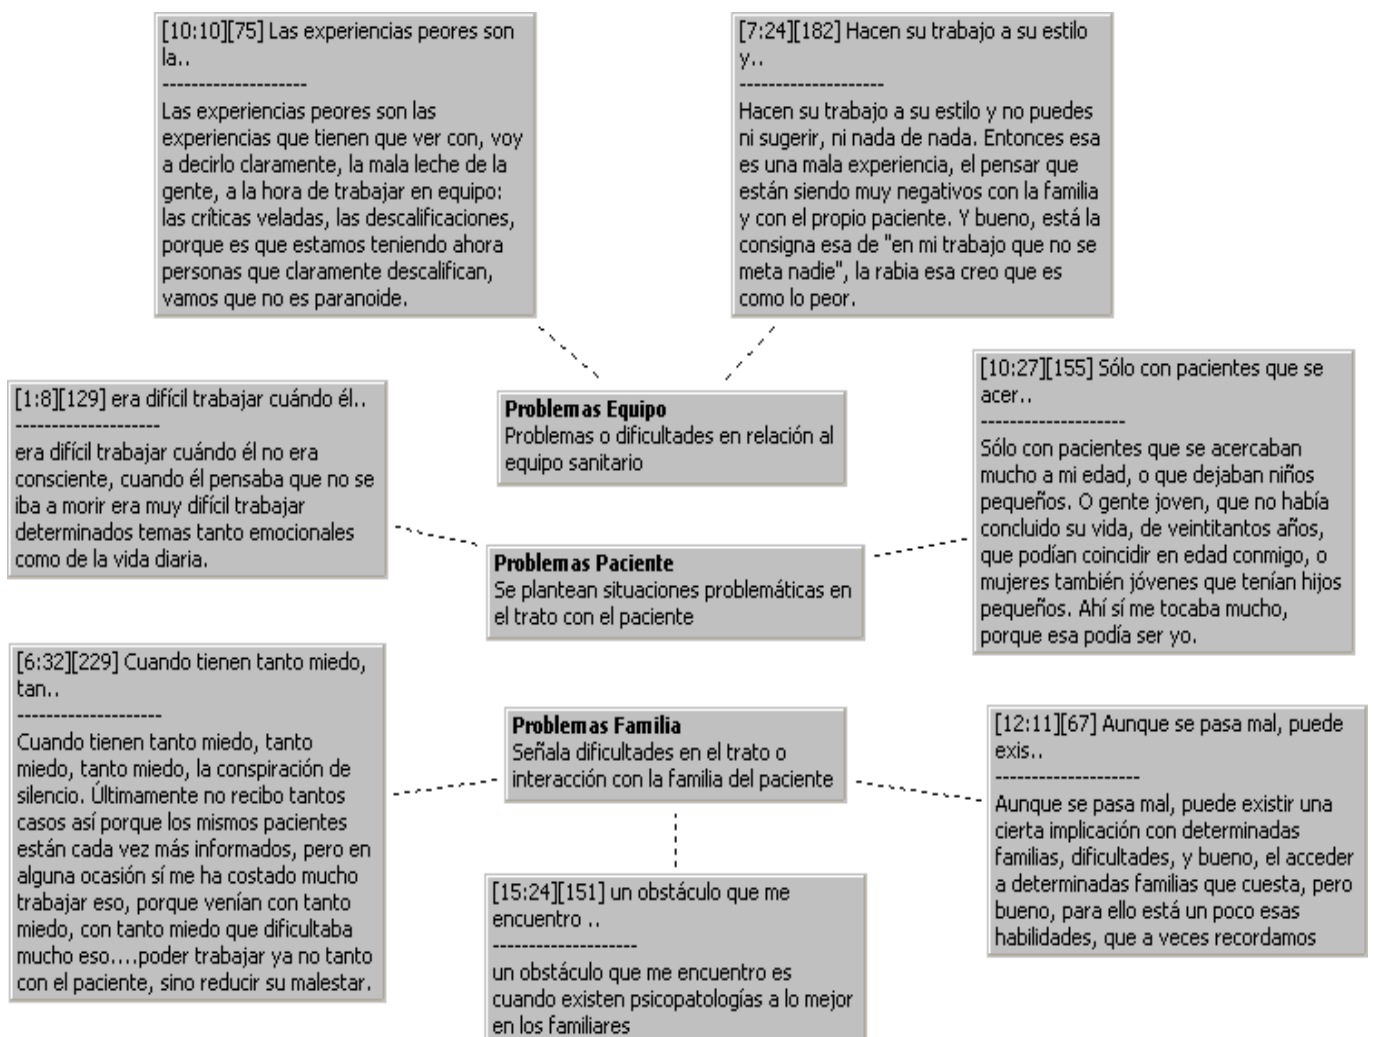 [10:10][75] Las experiencias peores son
la..
--------------------
Las experiencias peores son las
experiencias que tienen que ver con, voy
a decirlo claramente, la mala leche de la
gente, a la hora de trabajar en equipo:
las críticas veladas, las descalificaciones,
porque es que estamos teniendo ahora
personas que claramente descalifican,
vamos que no es paranoide.
[7:24][182] Hacen su trabajo a su estilo
y..
--------------------
Hacen su trabajo a su estilo y no puedes
ni sugerir, ni nada de nada. Entonces esa
es una mala experiencia, el pensar que
están siendo muy negativos con la familia
y con el propio paciente. Y bueno, está la
consigna esa de "en mi trabajo que no se
meta nadie", la rabia esa creo que es
como lo peor.
Problemas Equipo
Problemas o dificultades en relación al
equipo sanitario
[1:8][129] era difícil trabajar cuándo él..
--------------------
era difícil trabajar cuándo él no era
consciente, cuando él pensaba que no se
iba a morir era muy difícil trabajar
determinados temas tanto emocionales
como de la vida diaria.
Problemas Paciente
Se plantean situaciones problemáticas en
el trato con el paciente
[10:27][155] Sólo con pacientes que se
acer..
--------------------
Sólo con pacientes que se acercaban
mucho a mi edad, o que dejaban niños
pequeños. O gente joven, que no había
concluido su vida, de veintitantos años,
que podían coincidir en edad conmigo, o
mujeres también jóvenes que tenían hijos
pequeños. Ahí sí me tocaba mucho,
porque esa podía ser yo.
[6:32][229] Cuando tienen tanto miedo,
tan..
--------------------
Cuando tienen tanto miedo, tanto
miedo, tanto miedo, la conspiración de
silencio. Últimamente no recibo tantos
casos así porque los mismos pacientes
están cada vez más informados, pero en
alguna ocasión sí me ha costado mucho
trabajar eso, porque venían con tanto
miedo, con tanto miedo que dificultaba
mucho eso....poder trabajar ya no tanto
con el paciente, sino reducir su malestar.
Problemas Familia
Señala dificultades en el trato o
interacción con la familia del paciente
[12:11][67] Aunque se pasa mal, puede
exis..
--------------------
Aunque se pasa mal, puede existir una
cierta implicación con determinadas
familias, dificultades, y bueno, el acceder
a determinadas familias que cuesta, pero
bueno, para ello está un poco esas
habilidades, que a veces recordamos
[15:24][151] un obstáculo que me
encuentro ..
--------------------
un obstáculo que me encuentro es
cuando existen psicopatologías a lo mejor
en los familiares